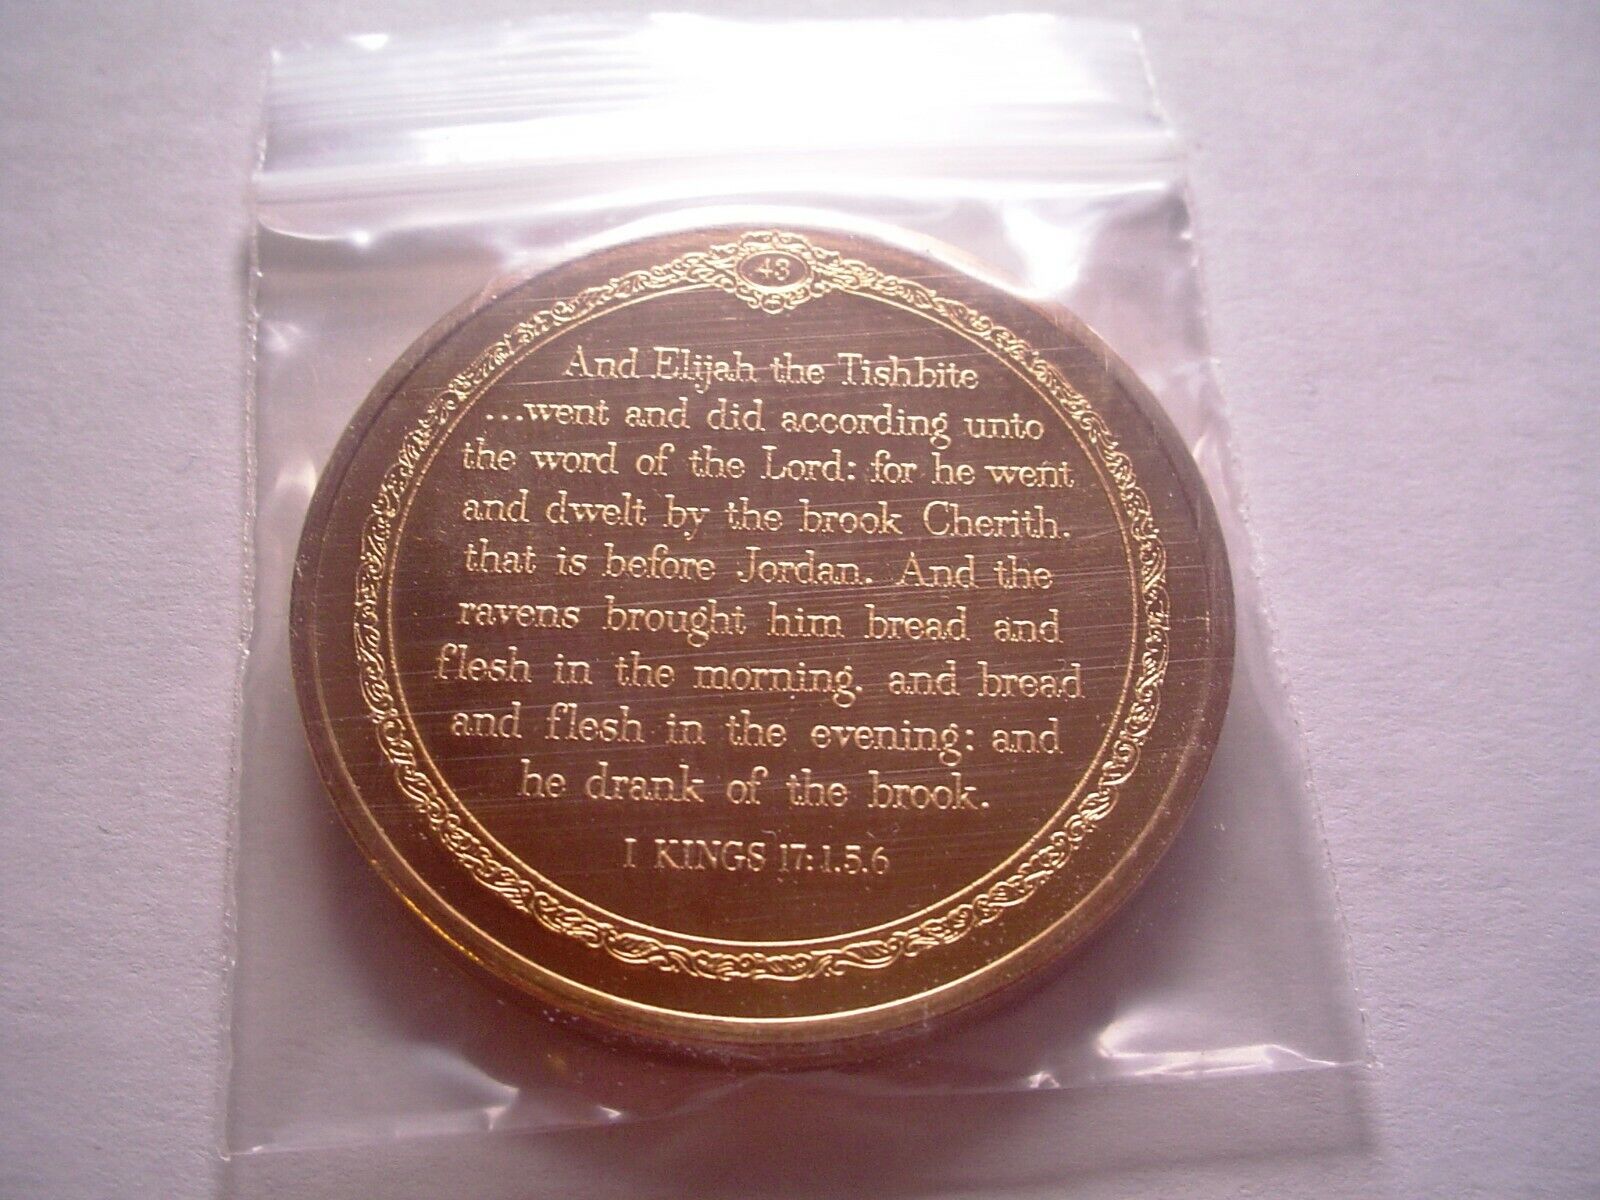 43
And Elijah the Tishbite
...went and did according unto
the word of the Lord: for he went
and dwelt by the brook Cherith,
that is before Jordan. And the
ravens brought him bread and
flesh in the morning, and bread
and flesh in the evening; and
he drank of the brook.
I KINGS 17:1.5.6